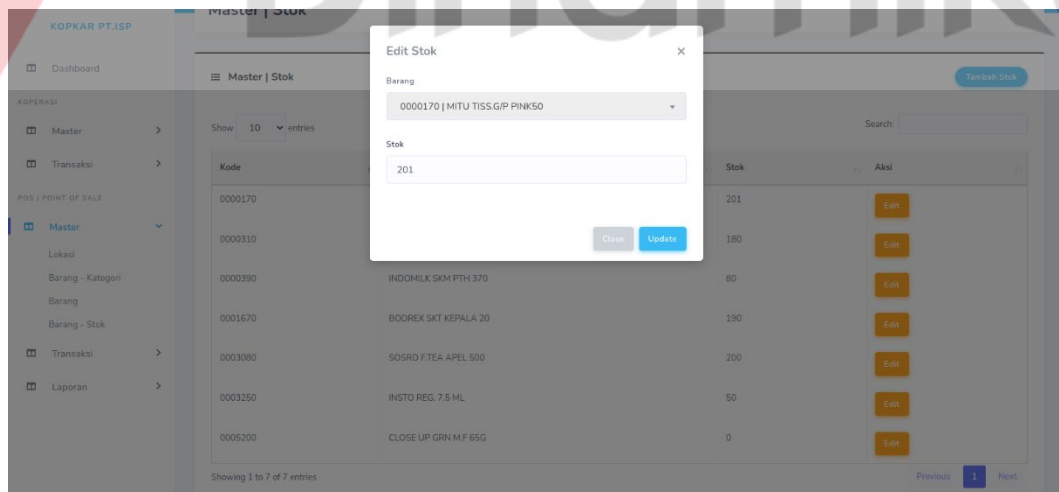 Master | Stok
KOPKAR PT.ISP
Dashboard
KOPERASI
Master
Transaksi
POS | POINT OF SALE
Master
Lokasi
Barang - Kategori
Barang
Barang - Stok
Transaksi
Laporan
Master | Stok
Tambah Stok
Show 10 entries
Search:
Kode Stok Aksi
0000170 201 Edit
0000310 180 Edit
0000390 INDOMILK SKM PTH 370 80 Edit
0001670 BODREX SKT KEPALA 20 190 Edit
0003080 SOSRO F.TEA APEL 500 200 Edit
0003250 INSTO REG. 7.5 ML 50 Edit
0005200 CLOSE UP GRN M.F 65G 0 Edit
Showing 1 to 7 of 7 entries
Previous 1 Next
Edit Stok ×
Barang
0000170 | MITU TISS.G/P PINK50
Stok
201
Close Update